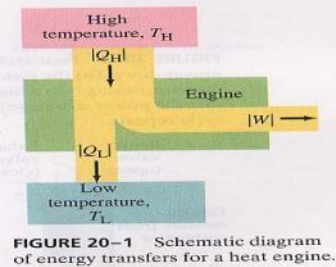 High
temperature, T_H
|Q_H|
Engine
|W|
|Q_L|
Low
temperature,
T_L
FIGURE 20–1 Schematic diagram
of energy transfers for a heat engine.